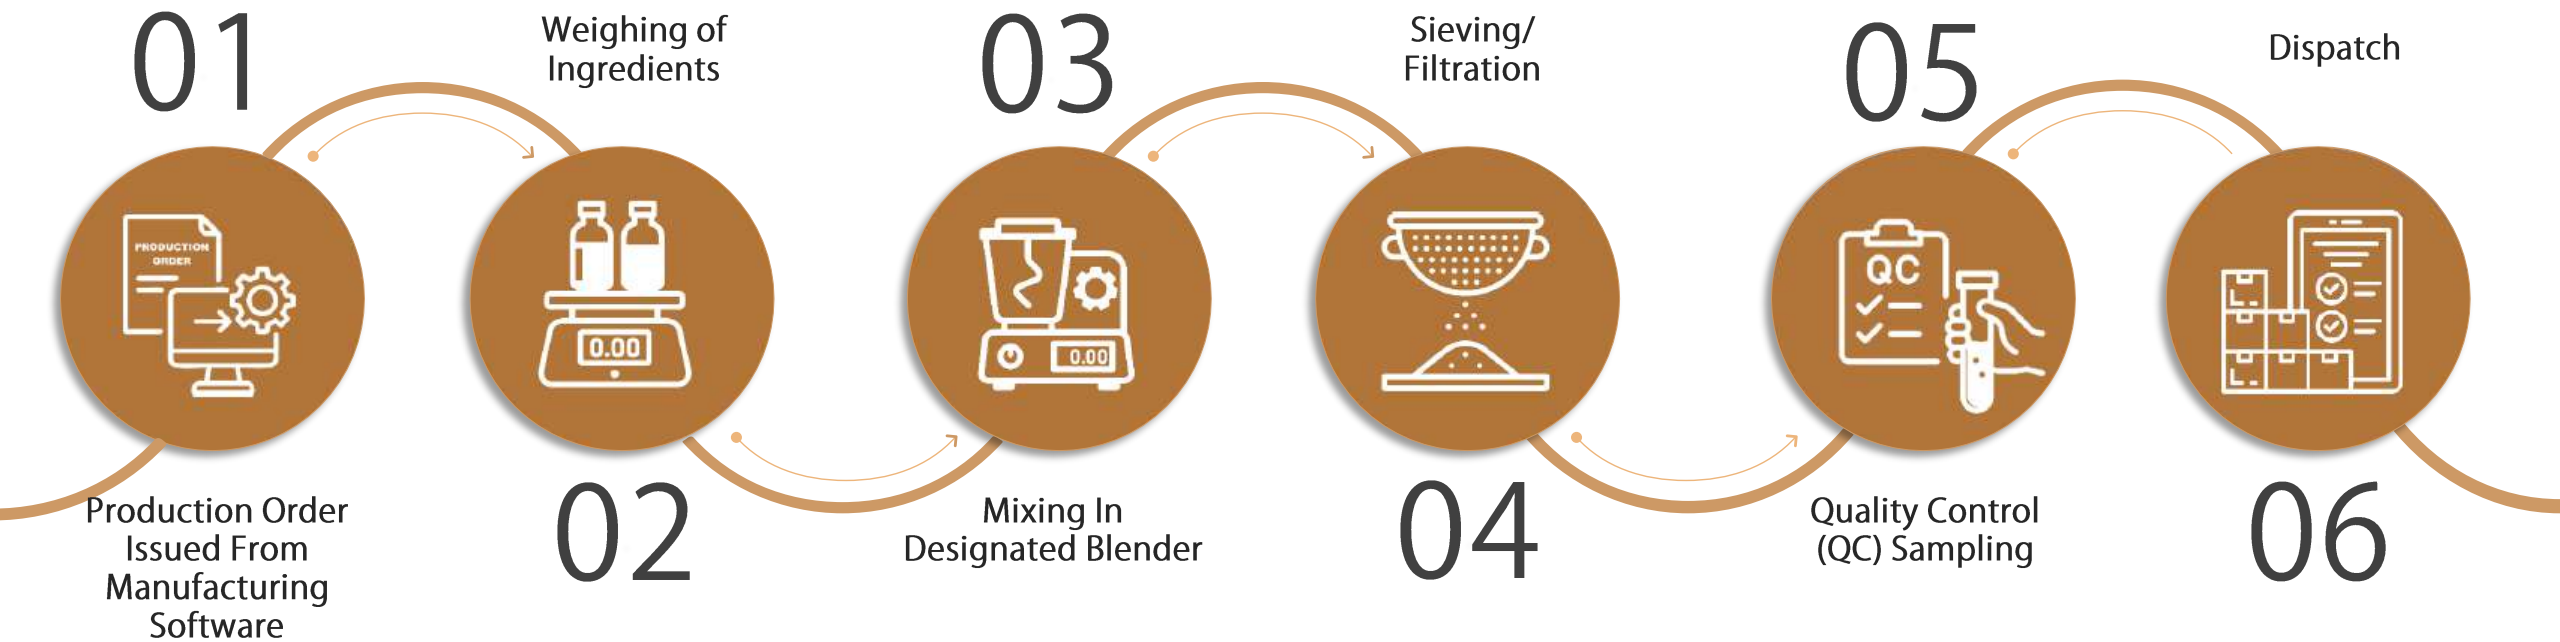 01
PRODUCTION
ORDER
Production Order
Issued From
Manufacturing
Software
Weighing of
Ingredients
0.00
02
03
0.00
Mixing In
Designated Blender
Sieving/
Filtration
04
05
QC
Quality Control
(QC) Sampling
Dispatch
06